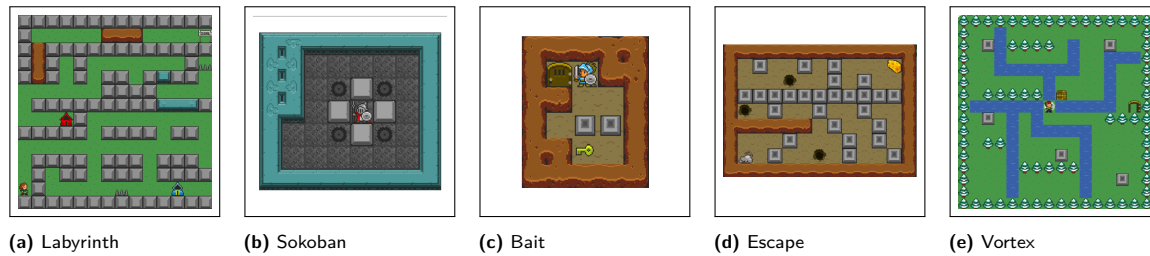 (a) Labyrinth
(b) Sokoban
(c) Bait
(d) Escape
(e) Vortex